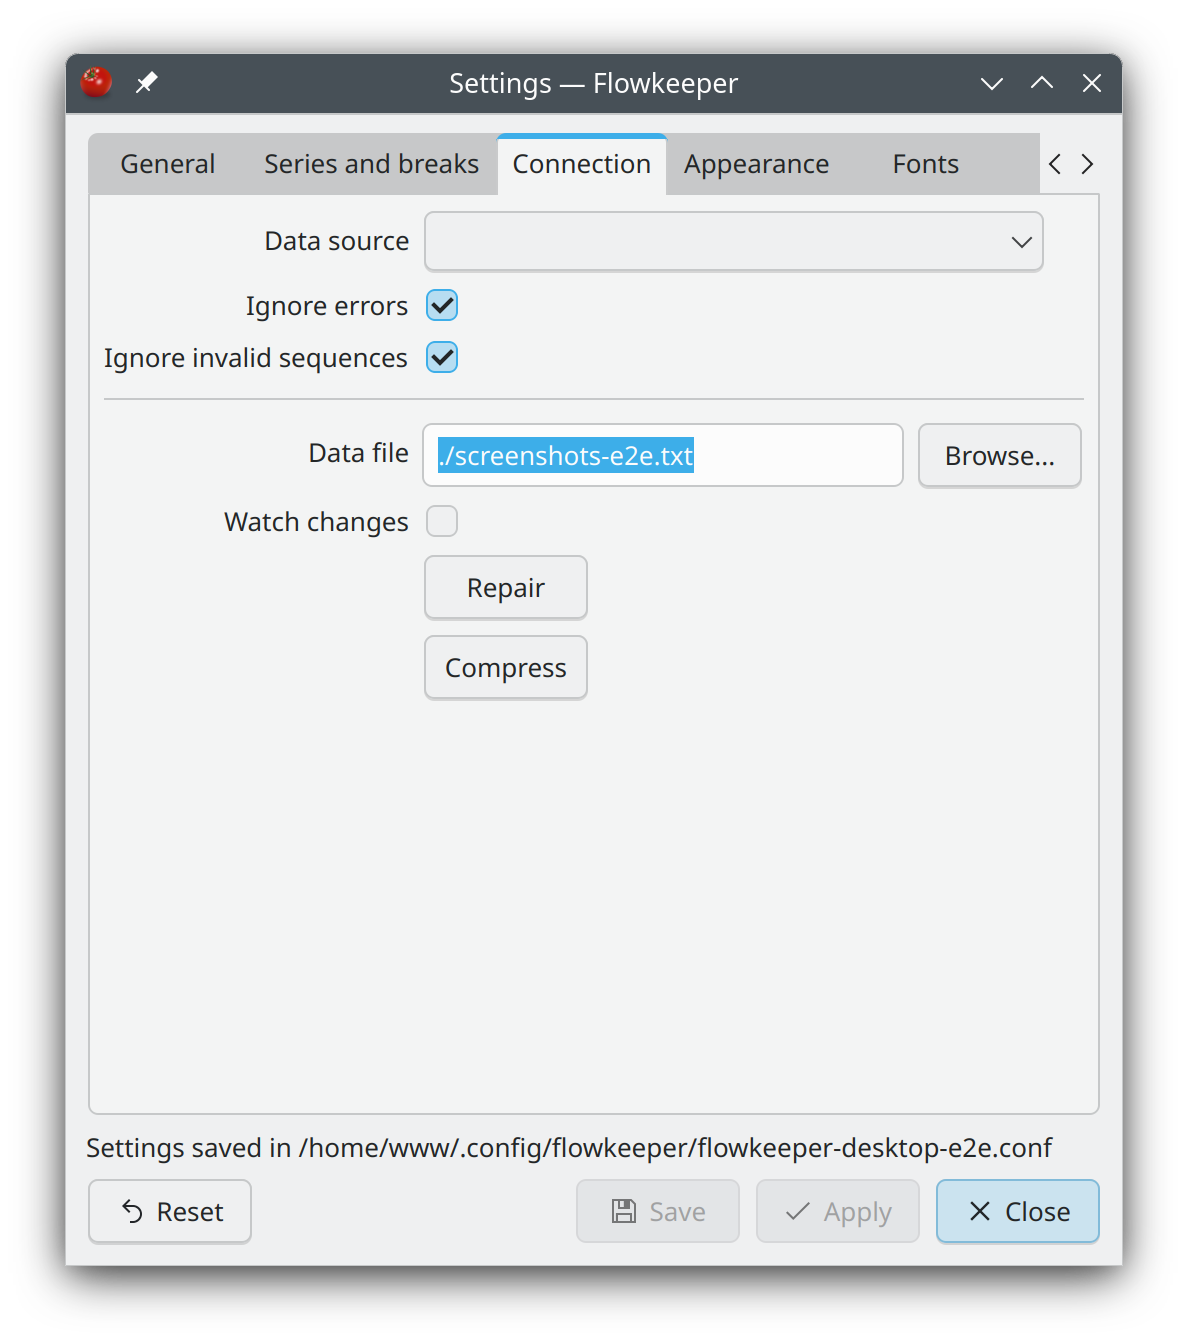 Settings — Flowkeeper
General Series and breaks Connection Appearance Fonts
Data source
Ignore errors
Ignore invalid sequences
Data file ./screenshots-e2e.txt Browse...
Watch changes
Repair
Compress
Settings saved in /home/www/.config/flowkeeper/flowkeeper-desktop-e2e.conf
Reset Save Apply Close